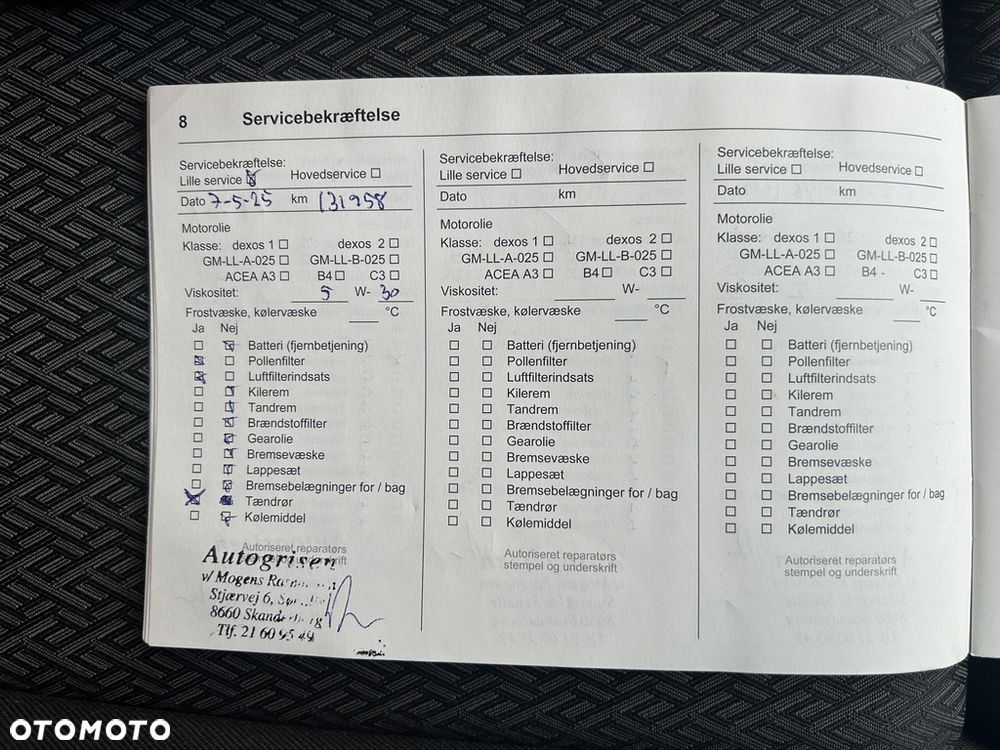 8 Servicebekræftelse
Servicebekræftelse:
Lille service Hovedservice
Dato 7-5-25 km 131958
Motorolie
Klasse: dexos 1 dexos 2
GM-LL-A-025 GM-LL-B-025
ACEA A3 B4 C3
Viskositet: 5 W- 30
Frostvæske, kølervæske °C
Ja Nej
Batteri (fjernbetjening)
Pollenfilter
Luftfilterindsats
Kilerem
Tandrem
Brændstoffilter
Gearolie
Bremsevæske
Lappesæt
Bremsebelægninger for / bag
Tændrør
Kølemiddel
Autoriseret reparatørs
stempel og underskrift
Autogrisen
v/ Mogens
Stjærvej 6,
8660
Tlf. 21 60 95 49
Servicebekræftelse:
Lille service Hovedservice
Dato km
Motorolie
Klasse: dexos 1 dexos 2
GM-LL-A-025 GM-LL-B-025
ACEA A3 B4 C3
Viskositet: W-
Frostvæske, kølervæske °C
Ja Nej
Batteri (fjernbetjening)
Pollenfilter
Luftfilterindsats
Kilerem
Tandrem
Brændstoffilter
Gearolie
Bremsevæske
Lappesæt
Bremsebelægninger for / bag
Tændrør
Kølemiddel
Autoriseret reparatørs
stempel og underskrift
Servicebekræftelse:
Lille service Hovedservice
Dato km
Motorolie
Klasse: dexos 1 dexos 2
GM-LL-A-025 GM-LL-B-025
ACEA A3 B4 - C3
Viskositet: W-
Frostvæske, kølervæske °C
Ja Nej
Batteri (fjernbetjening)
Pollenfilter
Luftfilterindsats
Kilerem
Tandrem
Brændstoffilter
Gearolie
Bremsevæske
Lappesæt
Bremsebelægninger for / bag
Tændrør
Kølemiddel
Autoriseret reparatørs
stempel og underskrift
OTOMOTO